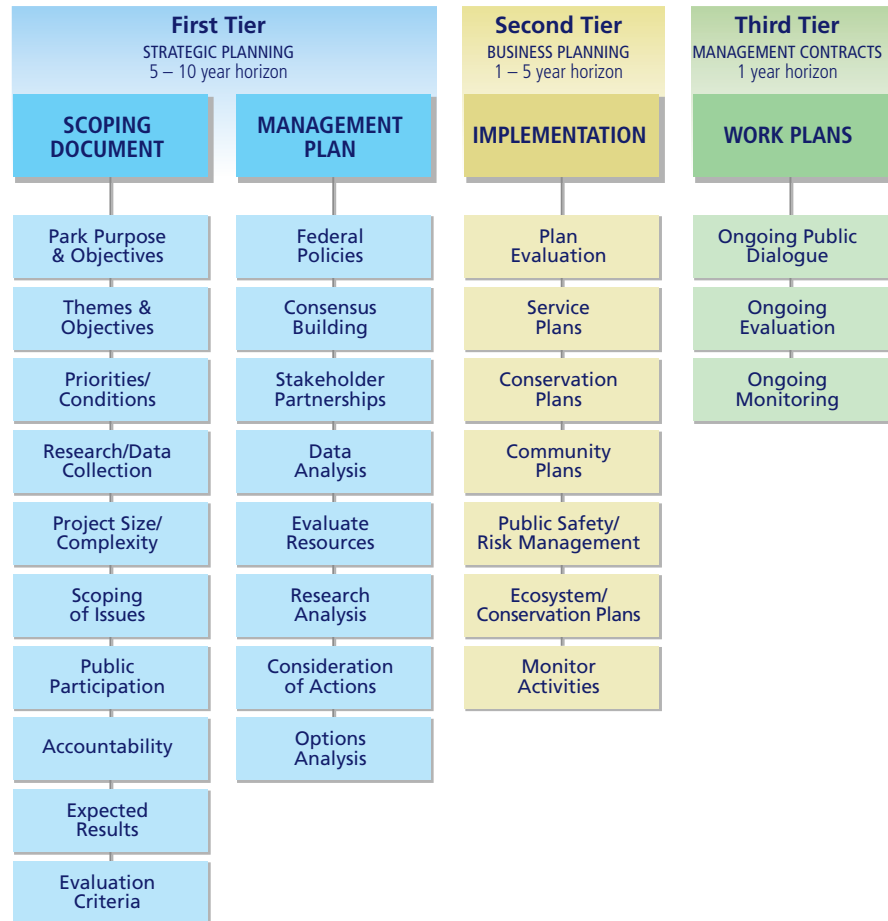 First Tier
STRATEGIC PLANNING
5 – 10 year horizon
SCOPING
DOCUMENT
Park Purpose
& Objectives
Themes &
Objectives
Priorities/
Conditions
Research/Data
Collection
Project Size/
Complexity
Scoping
of Issues
Public
Participation
Accountability
Expected
Results
Evaluation
Criteria
MANAGEMENT
PLAN
Federal
Policies
Consensus
Building
Stakeholder
Partnerships
Data
Analysis
Evaluate
Resources
Research
Analysis
Consideration
of Actions
Options
Analysis
Second Tier
BUSINESS PLANNING
1 – 5 year horizon
IMPLEMENTATION
Plan
Evaluation
Service
Plans
Conservation
Plans
Community
Plans
Public Safety/
Risk Management
Ecosystem/
Conservation Plans
Monitor
Activities
Third Tier
MANAGEMENT CONTRACTS
1 year horizon
WORK PLANS
Ongoing Public
Dialogue
Ongoing
Evaluation
Ongoing
Monitoring